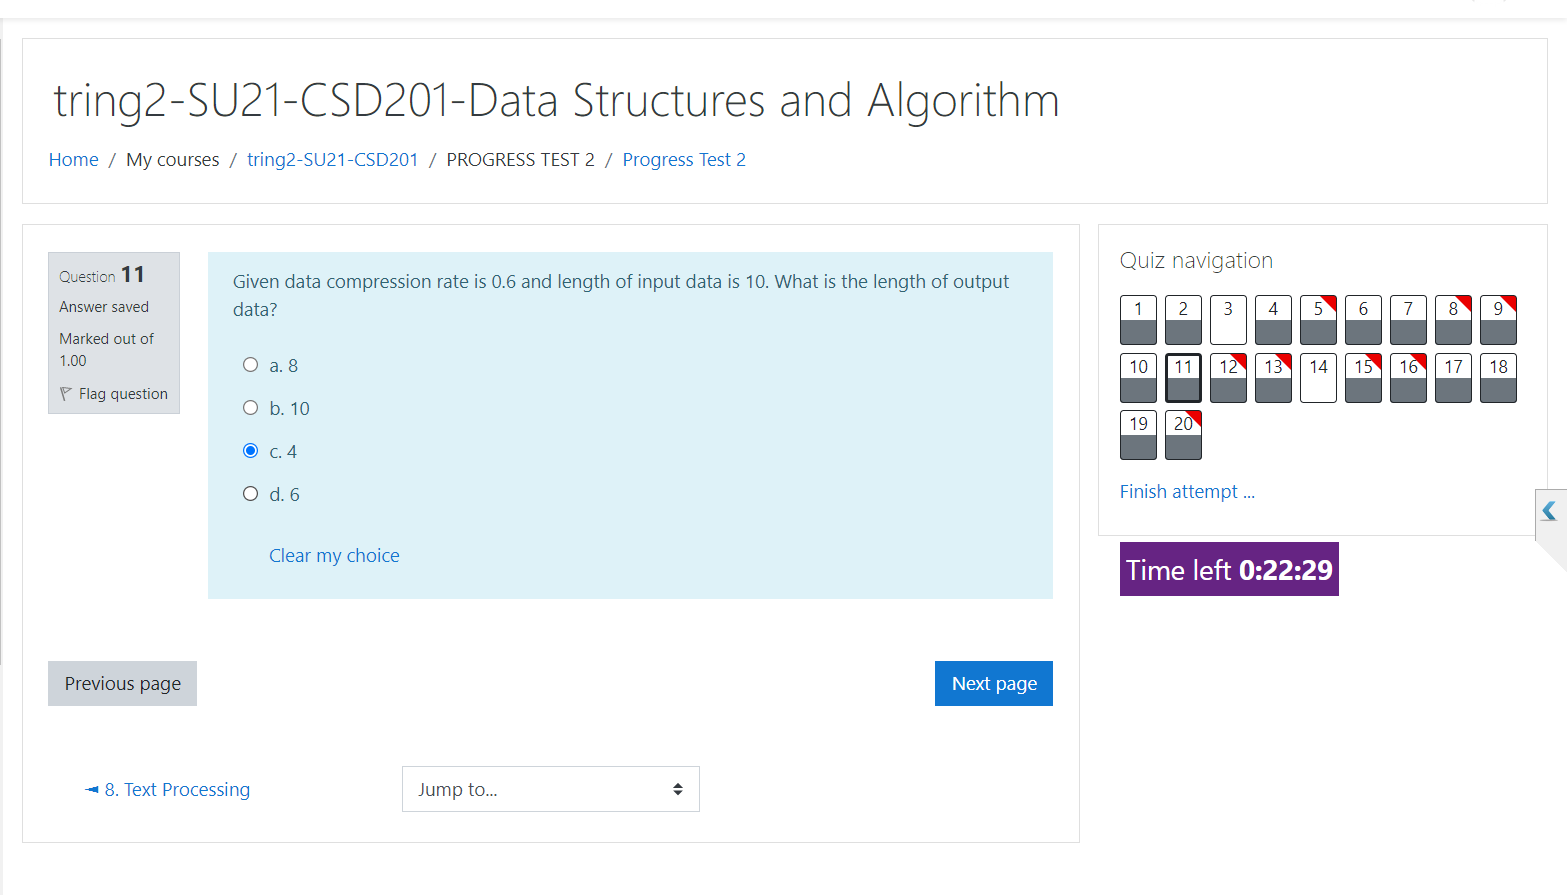 tring2-SU21-CSD201-Data Structures and Algorithm
Home / My courses / tring2-SU21-CSD201 / PROGRESS TEST 2 / Progress Test 2
Question 11
Answer saved
Marked out of
1.00
Flag question
Given data compression rate is 0.6 and length of input data is 10. What is the length of output
data?
a. 8
b. 10
c. 4
d. 6
Clear my choice
Previous page
Next page
◄ 8. Text Processing
Jump to...
Quiz navigation
1 2 3 4 5 6 7 8 9
10 11 12 13 14 15 16 17 18
19 20
Finish attempt ...
Time left 0:22:29